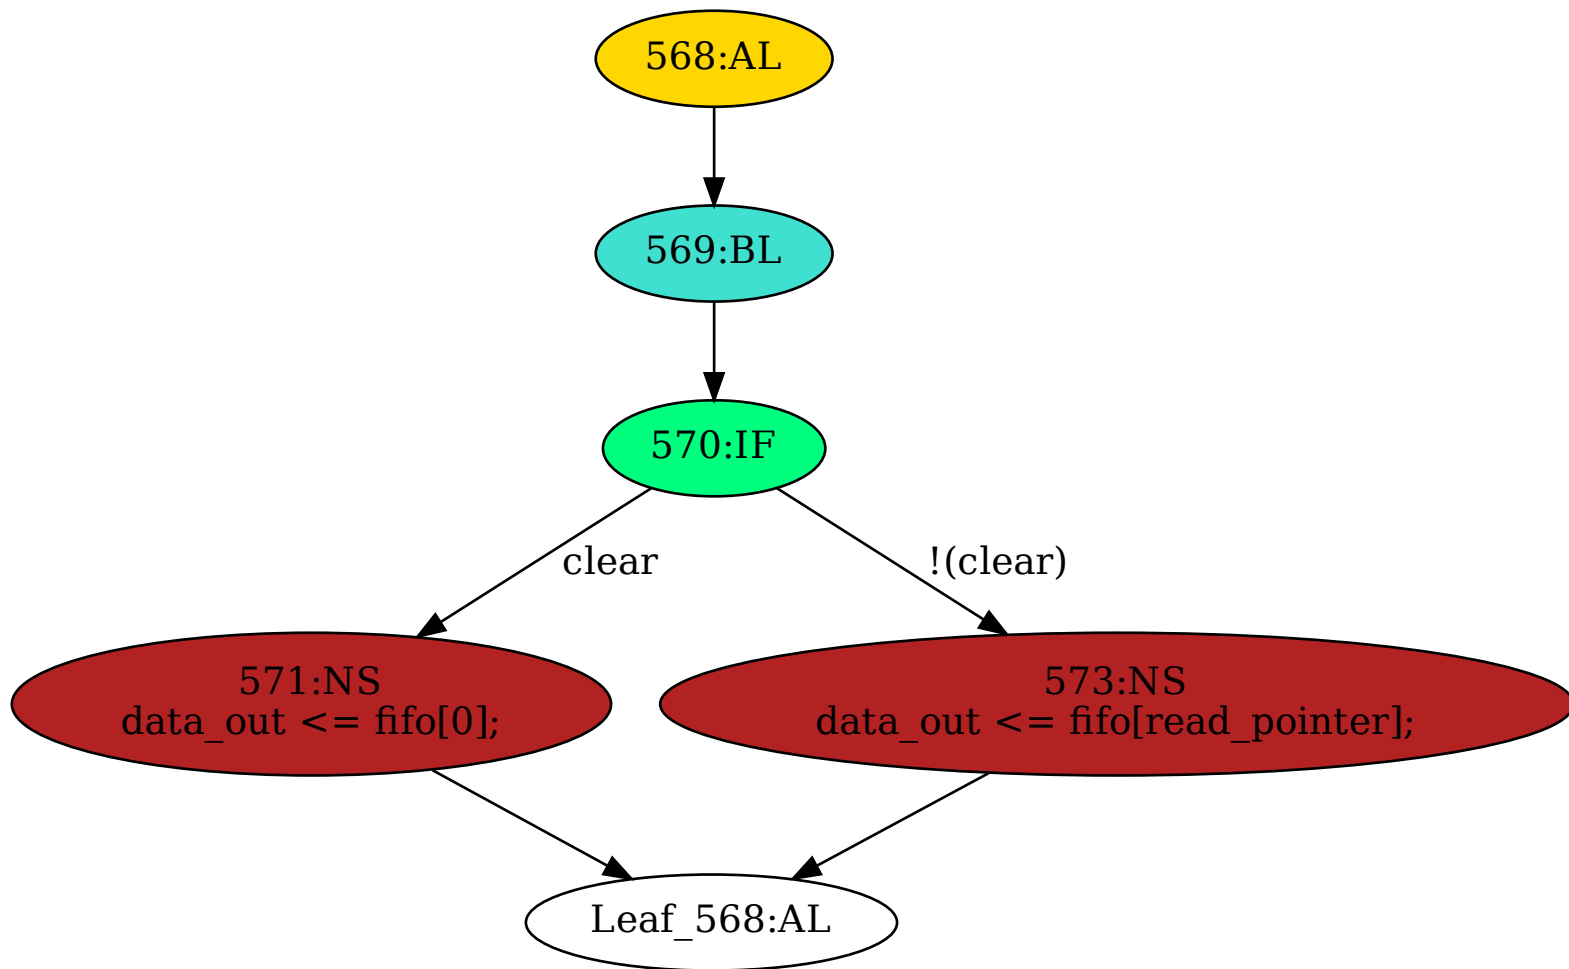 568:AL
569:BL
570:IF
clear
!(clear)
571:NS
data_out <= fifo[0];
573:NS
data_out <= fifo[read_pointer];
Leaf_568:AL